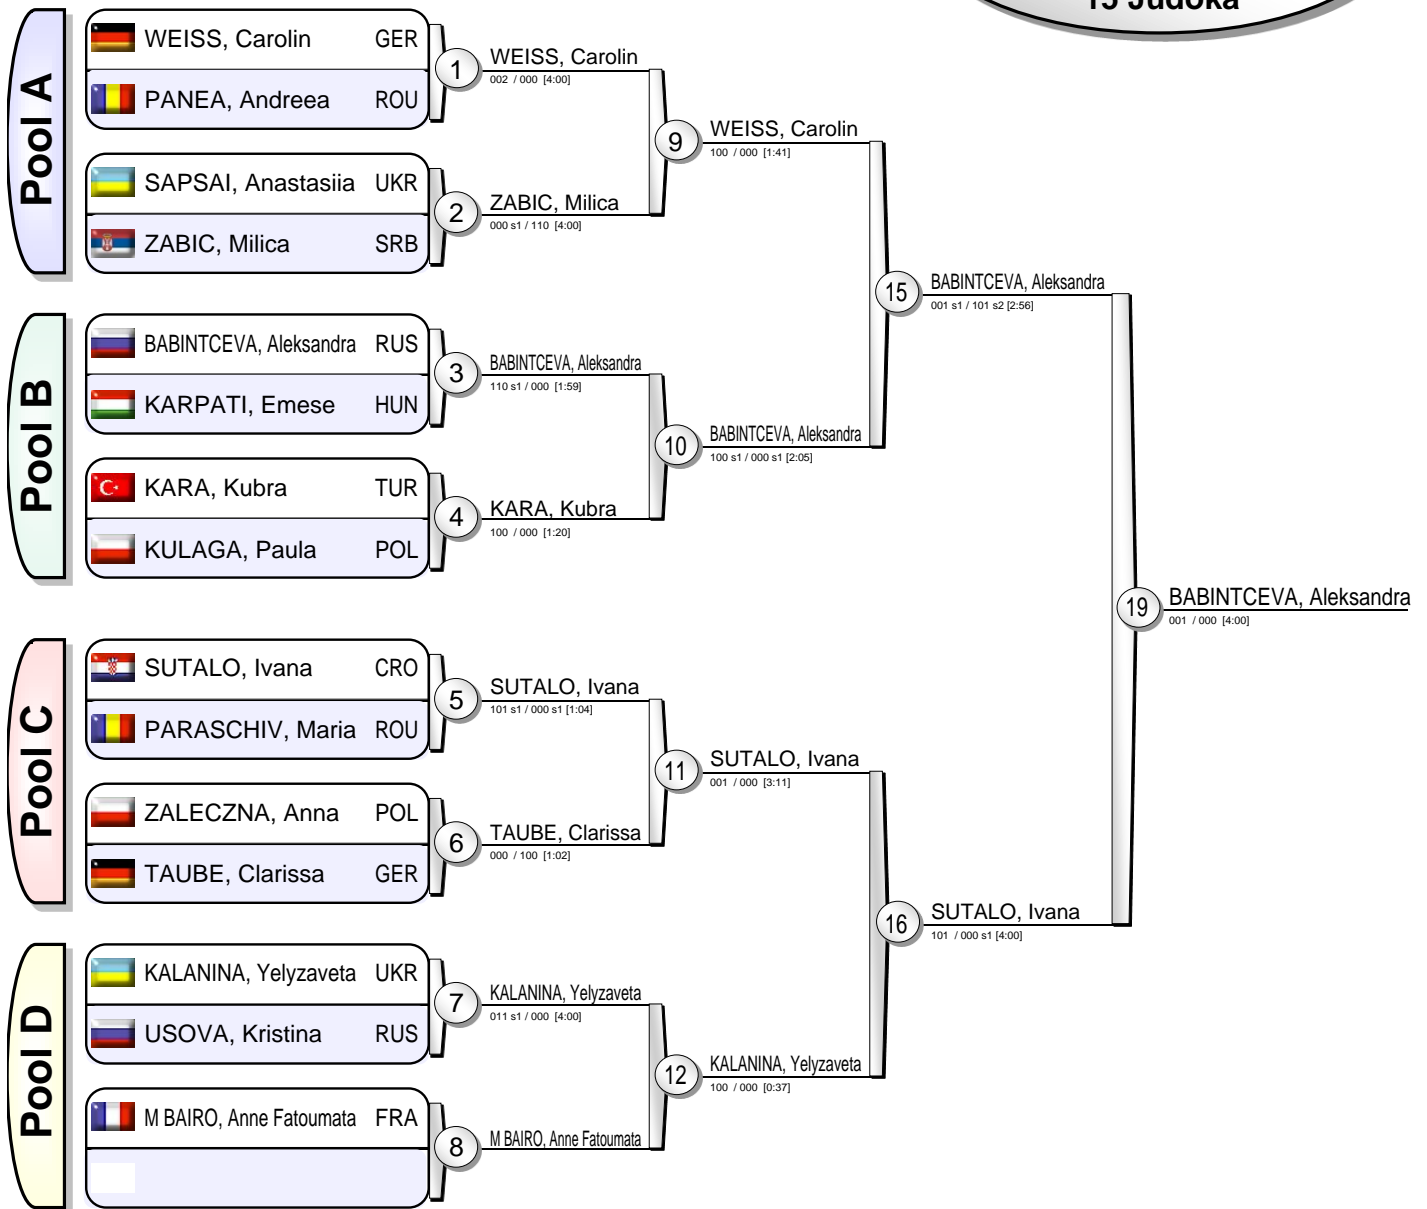 15 Judoka
Pool A
WEISS, Carolin GER
PANEA, Andreea ROU
SAPSAI, Anastasiia UKR
ZABIC, Milica SRB
Pool B
BABINTCEVA, Aleksandra RUS
KARPATI, Emese HUN
KARA, Kubra TUR
KULAGA, Paula POL
Pool C
SUTALO, Ivana CRO
PARASCHIV, Maria ROU
ZALECZNA, Anna POL
TAUBE, Clarissa GER
Pool D
KALANINA, Yelyzaveta UKR
USOVA, Kristina RUS
M BAIRO, Anne Fatoumata FRA
1
WEISS, Carolin
002 / 000 [4:00]
2
ZABIC, Milica
000 s1 / 110 [4:00]
3
BABINTCEVA, Aleksandra
110 s1 / 000 [1:59]
4
KARA, Kubra
100 / 000 [1:20]
5
SUTALO, Ivana
101 s1 / 000 s1 [1:04]
6
TAUBE, Clarissa
000 / 100 [1:02]
7
KALANINA, Yelyzaveta
011 s1 / 000 [4:00]
8
M BAIRO, Anne Fatoumata
9
WEISS, Carolin
100 / 000 [1:41]
10
BABINTCEVA, Aleksandra
100 s1 / 000 s1 [2:05]
11
SUTALO, Ivana
001 / 000 [3:11]
12
KALANINA, Yelyzaveta
100 / 000 [0:37]
15
BABINTCEVA, Aleksandra
001 s1 / 101 s2 [2:56]
16
SUTALO, Ivana
101 / 000 s1 [4:00]
19
BABINTCEVA, Aleksandra
001 / 000 [4:00]